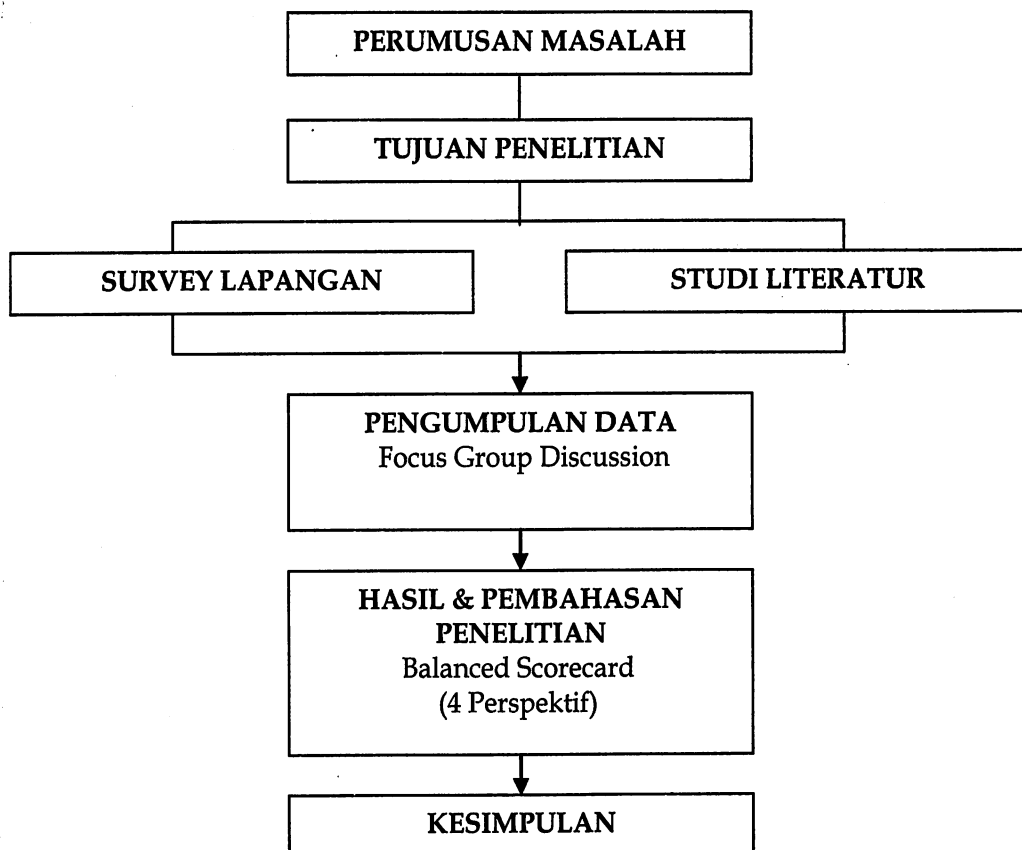 PERUMUSAN MASALAH
TUJUAN PENELITIAN
SURVEY LAPANGAN
STUDI LITERATUR
PENGUMPULAN DATA
Focus Group Discussion
HASIL & PEMBAHASAN
PENELITIAN
Balanced Scorecard
(4 Perspektif)
KESIMPULAN